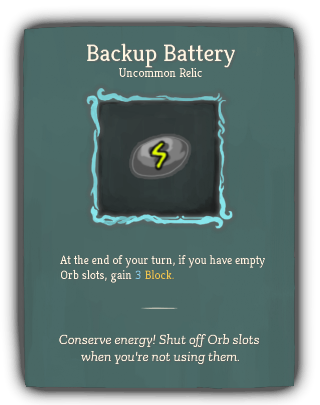 Backup Battery
Uncommon Relic
At the end of your turn, if you have empty
Orb slots, gain 3 Block.
Conserve energy! Shut off Orb slots
when you're not using them.